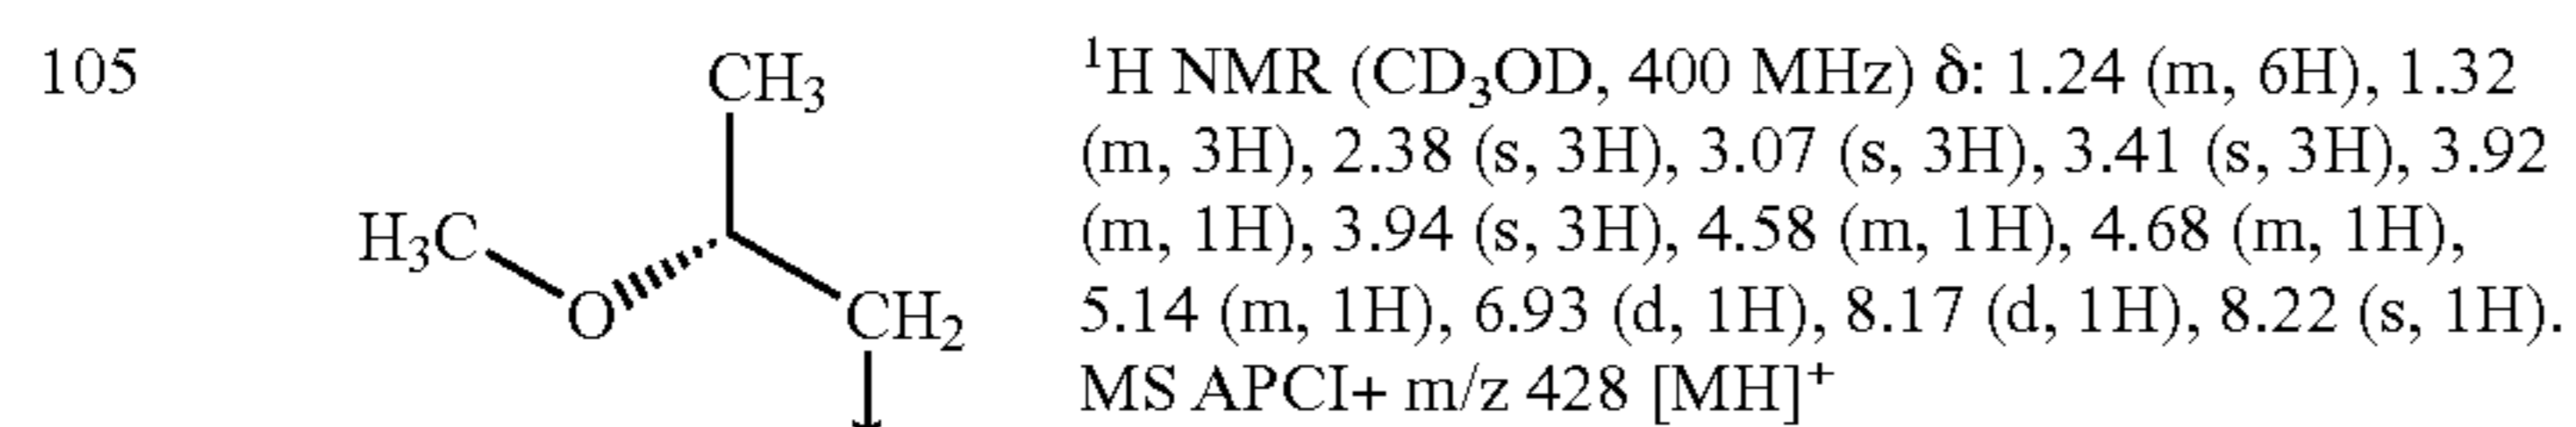 105
CH₃
H₃C
O
CH₂
¹H NMR (CD₃OD, 400 MHz) δ: 1.24 (m, 6H), 1.32
(m, 3H), 2.38 (s, 3H), 3.07 (s, 3H), 3.41 (s, 3H), 3.92
(m, 1H), 3.94 (s, 3H), 4.58 (m, 1H), 4.68 (m, 1H),
5.14 (m, 1H), 6.93 (d, 1H), 8.17 (d, 1H), 8.22 (s, 1H).
MS APCI+ m/z 428 [MH]⁺